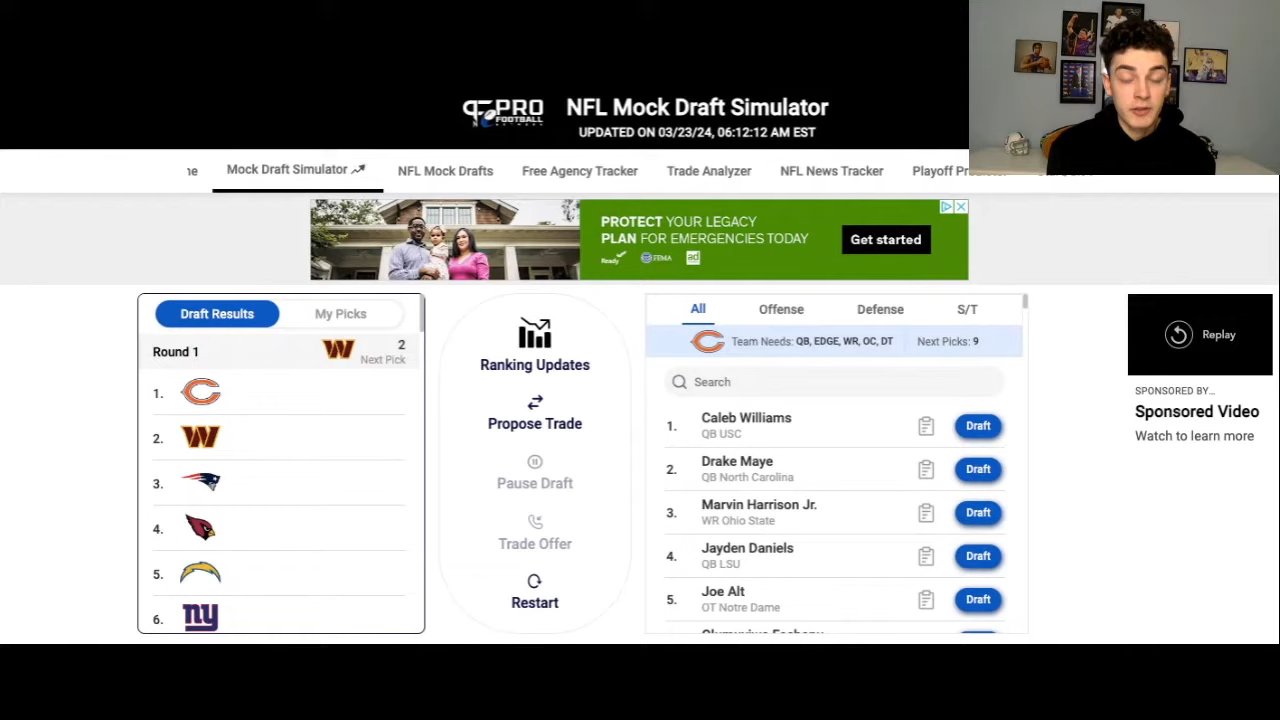 PRO
FOOTBALL
NETWORK
NFL Mock Draft Simulator
UPDATED ON 03/23/24, 06:12:12 AM EST
Mock Draft Simulator
NFL Mock Drafts
Free Agency Tracker
Trade Analyzer
NFL News Tracker
Playoff
PROTECT YOUR LEGACY
PLAN FOR EMERGENCIES TODAY
Ready
FEMA
ad
Get started
Draft Results
My Picks
Round 1
W
2
Next Pick
1.
C
2.
W
3.
4.
5.
6.
ny
Ranking Updates
Propose Trade
Pause Draft
Trade Offer
Restart
All
Offense
Defense
S/T
C
Team Needs: QB, EDGE, WR, OC, DT
Next Picks: 9
Search
1.
Caleb Williams
QB USC
Draft
2.
Drake Maye
QB North Carolina
Draft
3.
Marvin Harrison Jr.
WR Ohio State
Draft
4.
Jayden Daniels
QB LSU
Draft
5.
Joe Alt
OT Notre Dame
Draft
Replay
SPONSORED BY...
Sponsored Video
Watch to learn more